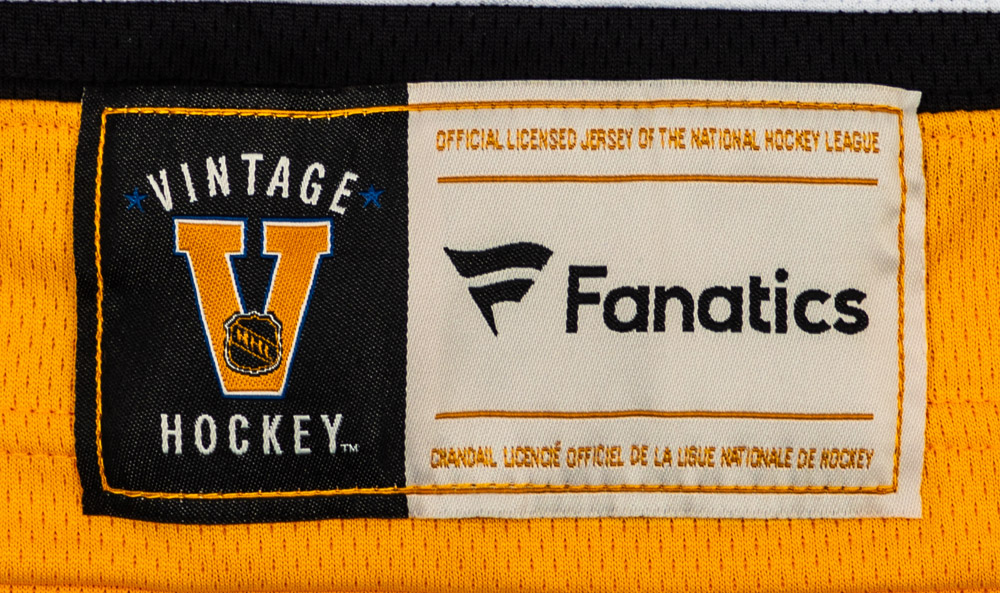 VINTAGE
V
NHL
HOCKEY™
OFFICIAL LICENSED JERSEY OF THE NATIONAL HOCKEY LEAGUE
Fanatics
CHANDAIL LICENCIÉ OFFICIEL DE LA LIGUE NATIONALE DE HOCKEY